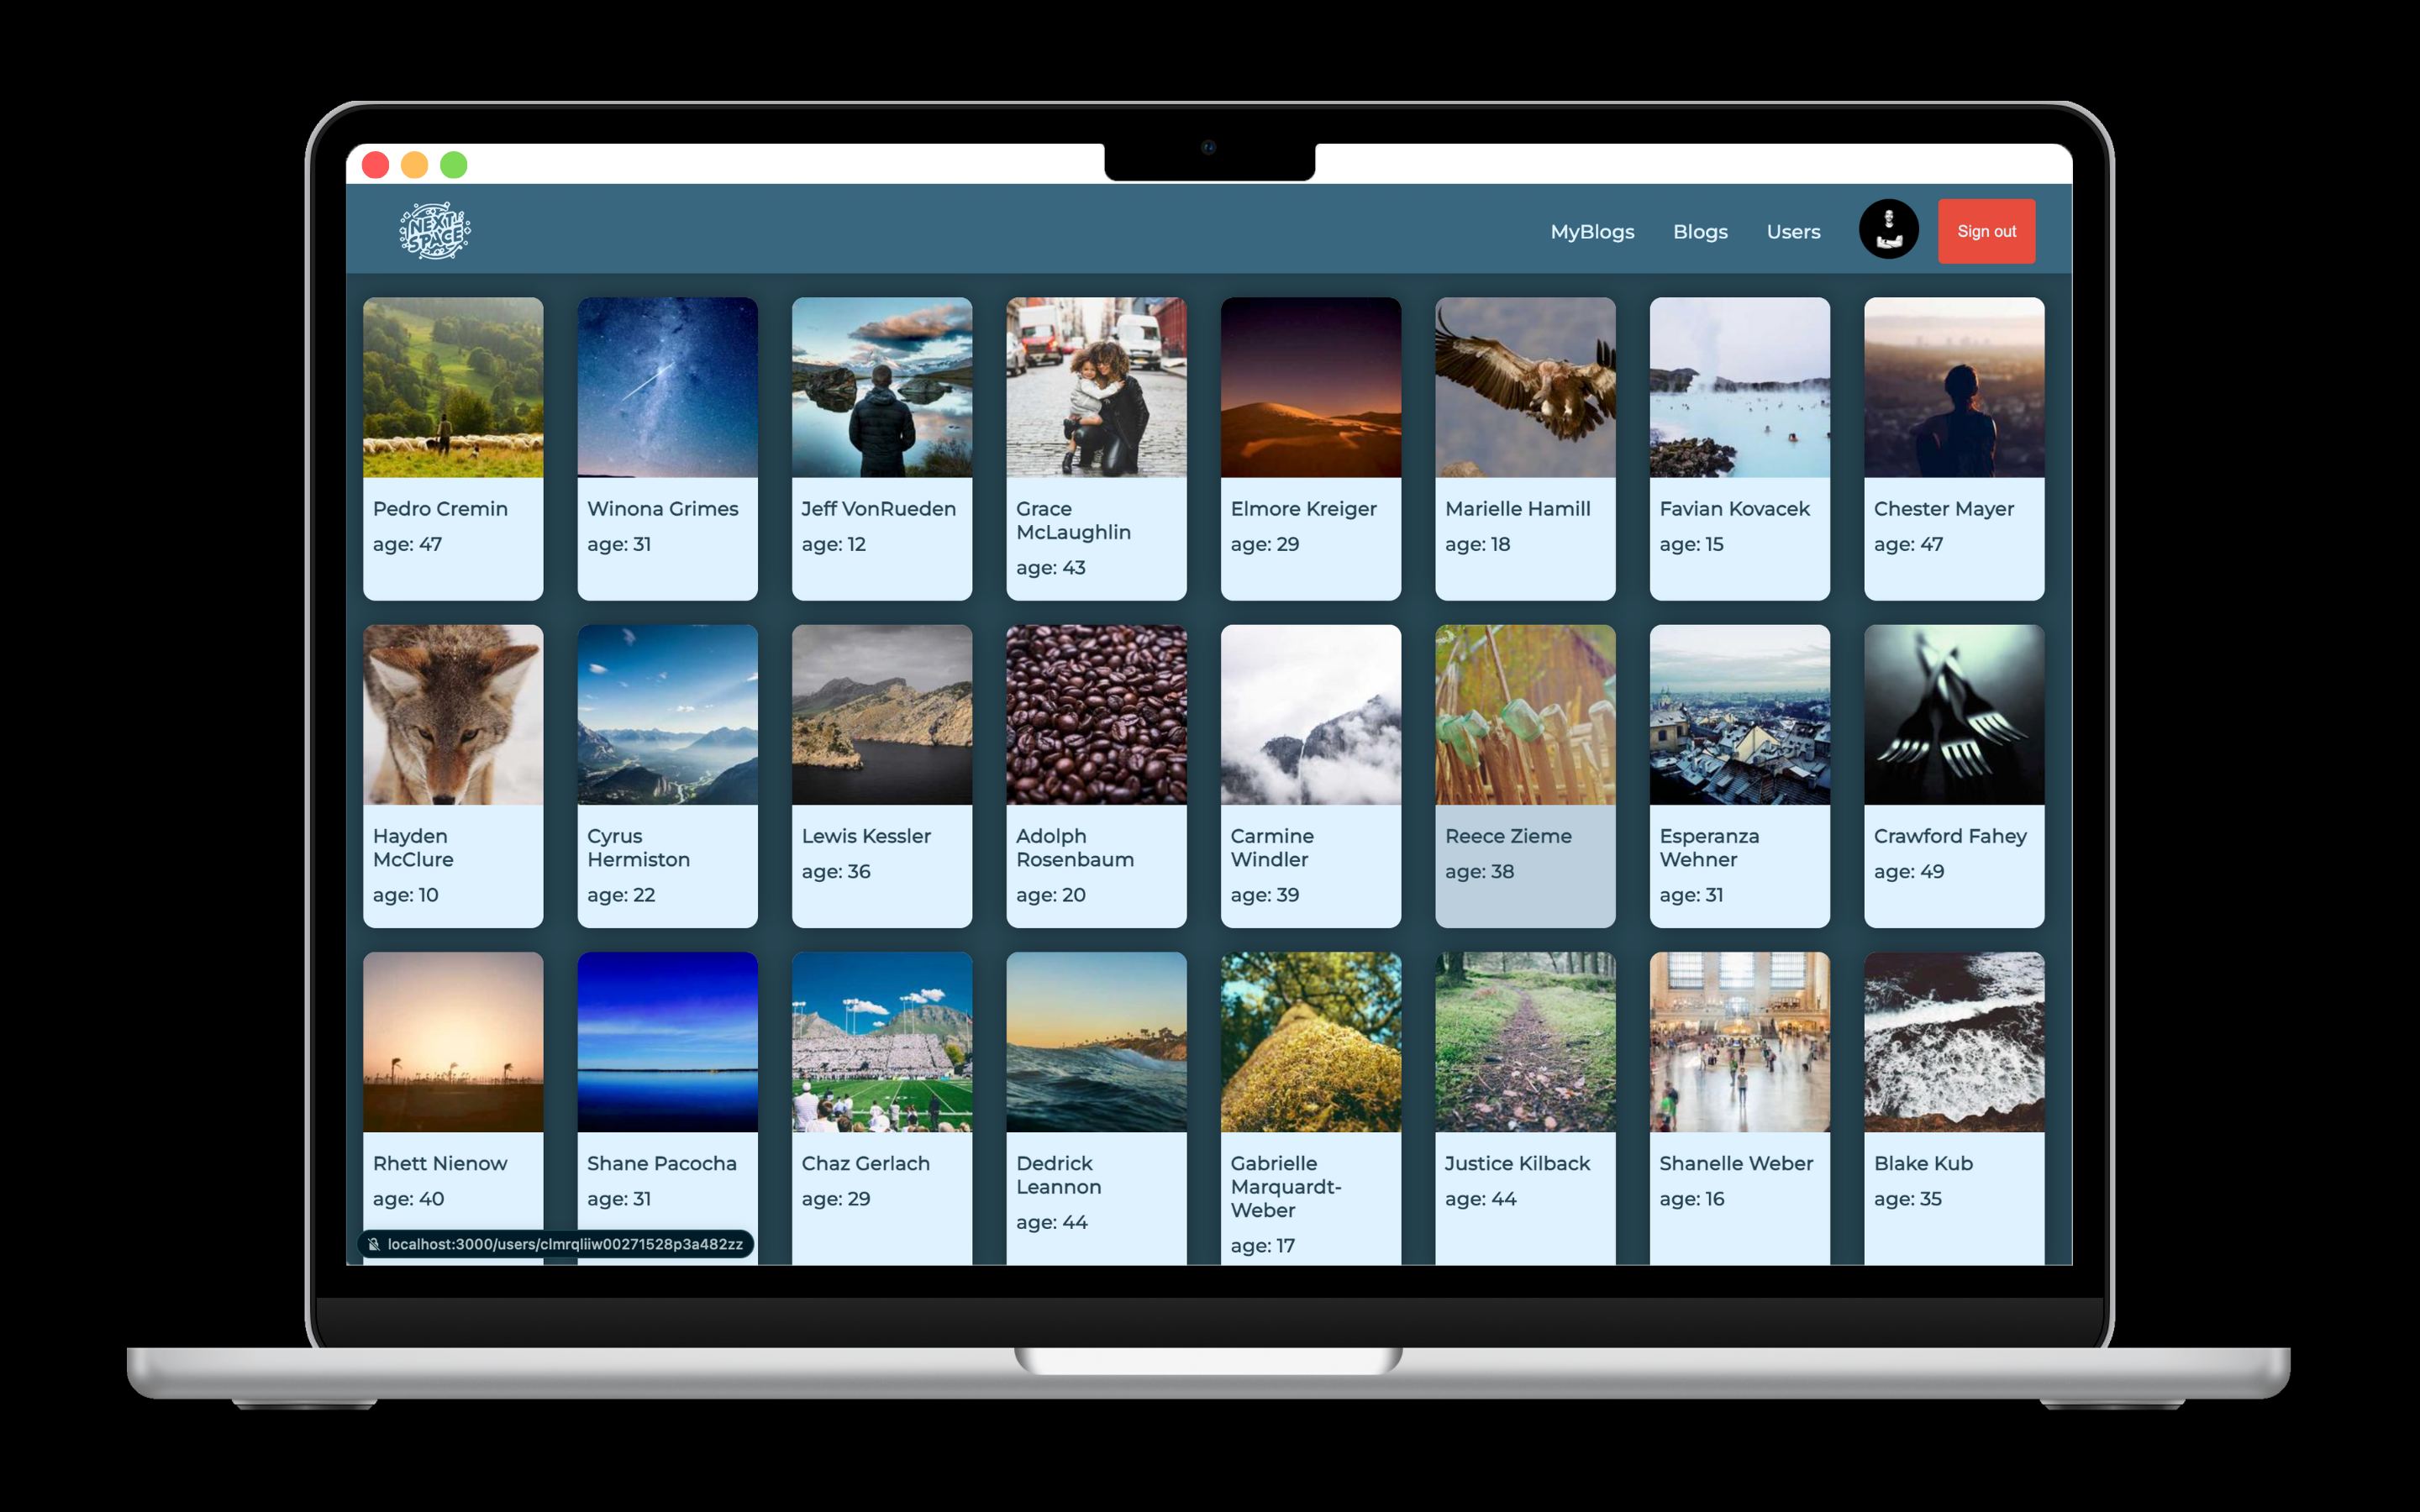 NEXT
SPACE
MyBlogs
Blogs
Users
Sign out
Pedro Cremin
age: 47
Winona Grimes
age: 31
Jeff VonRueden
age: 12
Grace
McLaughlin
age: 43
Elmore Kreiger
age: 29
Marielle Hamill
age: 18
Favian Kovacek
age: 15
Chester Mayer
age: 47
Hayden
McClure
age: 10
Cyrus
Hermiston
age: 22
Lewis Kessler
age: 36
Adolph
Rosenbaum
age: 20
Carmine
Windler
age: 39
Reece Zieme
age: 38
Esperanza
Wehner
age: 31
Crawford Fahey
age: 49
Rhett Nienow
age: 40
Shane Pacocha
age: 31
Chaz Gerlach
age: 29
Dedrick
Leannon
age: 44
Gabrielle
Marquardt-
Weber
age: 17
Justice Kilback
age: 44
Shanelle Weber
age: 16
Blake Kub
age: 35
localhost:3000/users/clmrqliiw00271528p3a482zz